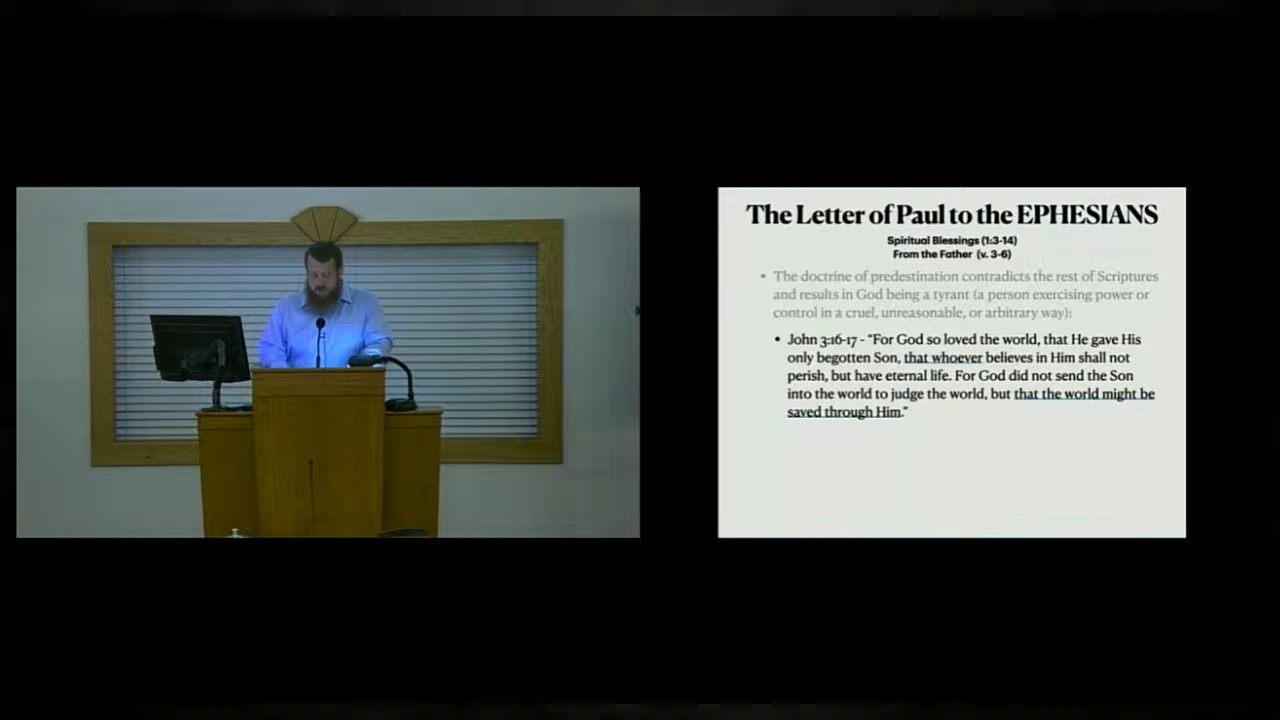 The Letter of Paul to the EPHESIANS
Spiritual Blessings (1:3-14)
From the Father (v. 3-6)
• The doctrine of predestination contradicts the rest of Scriptures
and results in God being a tyrant (a person exercising power or
control in a cruel, unreasonable, or arbitrary way):
• John 3:16-17 - “For God so loved the world, that He gave His
only begotten Son, that whoever believes in Him shall not
perish, but have eternal life. For God did not send the Son
into the world to judge the world, but that the world might be
saved through Him.”